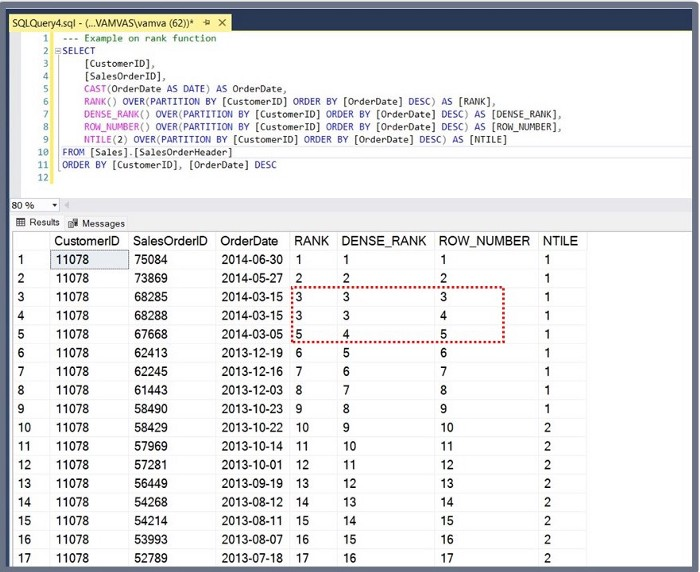 SQLQuery4.sql - (...VAMVAS\vamva (62))* ✕
1 --- Example on rank function
2 SELECT
3 [CustomerID],
4 [SalesOrderID],
5 CAST(OrderDate AS DATE) AS OrderDate,
6 RANK() OVER(PARTITION BY [CustomerID] ORDER BY [OrderDate] DESC) AS [RANK],
7 DENSE_RANK() OVER(PARTITION BY [CustomerID] ORDER BY [OrderDate] DESC) AS [DENSE_RANK],
8 ROW_NUMBER() OVER(PARTITION BY [CustomerID] ORDER BY [OrderDate] DESC) AS [ROW_NUMBER],
9 NTILE(2) OVER(PARTITION BY [CustomerID] ORDER BY [OrderDate] DESC) AS [NTILE]
10 FROM [Sales].[SalesOrderHeader]
11 ORDER BY [CustomerID], [OrderDate] DESC
12
80 %
Results Messages
CustomerID SalesOrderID OrderDate RANK DENSE_RANK ROW_NUMBER NTILE
1 11078 75084 2014-06-30 1 1 1 1
2 11078 73869 2014-05-27 2 2 2 1
3 11078 68285 2014-03-15 3 3 3 1
4 11078 68288 2014-03-15 3 3 4 1
5 11078 67668 2014-03-05 5 4 5 1
6 11078 62413 2013-12-19 6 5 6 1
7 11078 62245 2013-12-16 7 6 7 1
8 11078 61443 2013-12-03 8 7 8 1
9 11078 58490 2013-10-23 9 8 9 1
10 11078 58429 2013-10-22 10 9 10 2
11 11078 57969 2013-10-14 11 10 11 2
12 11078 57281 2013-10-01 12 11 12 2
13 11078 56449 2013-09-19 13 12 13 2
14 11078 54268 2013-08-12 14 13 14 2
15 11078 54214 2013-08-11 15 14 15 2
16 11078 53993 2013-08-07 16 15 16 2
17 11078 52789 2013-07-18 17 16 17 2